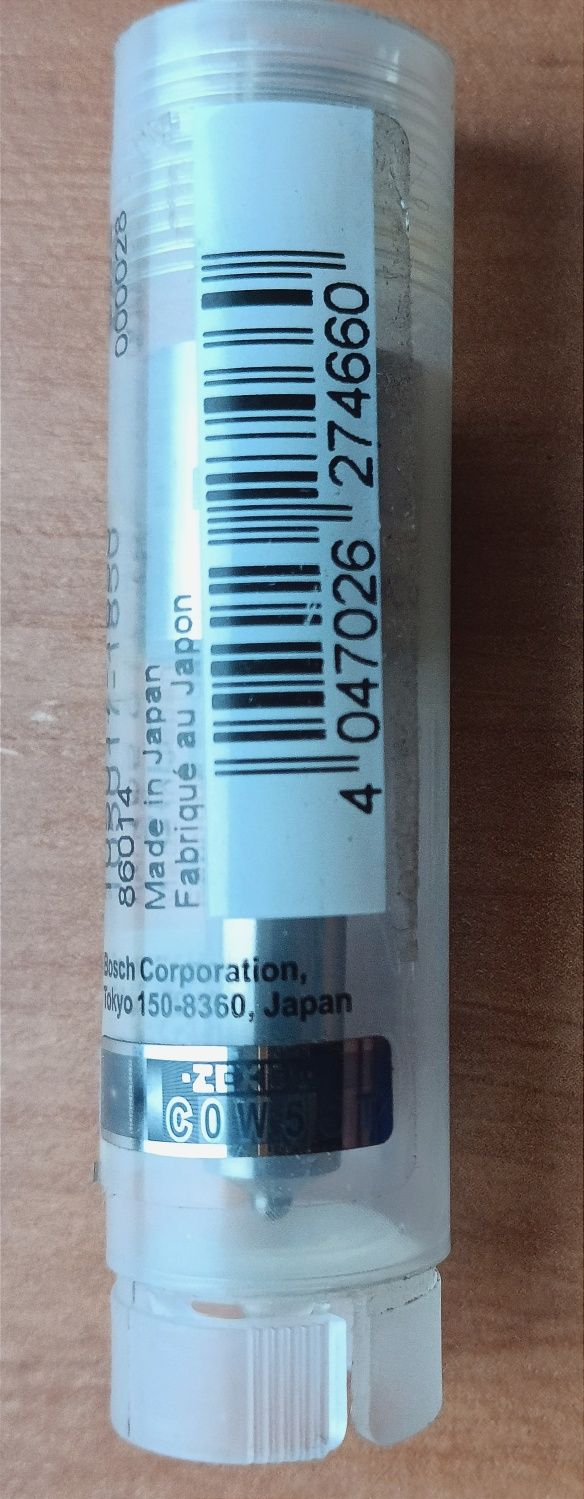 000028
86014
Made in Japan
Fabriqué au Japon
4 047026 274660
Bosch Corporation,
Tokyo 150-8360, Japan